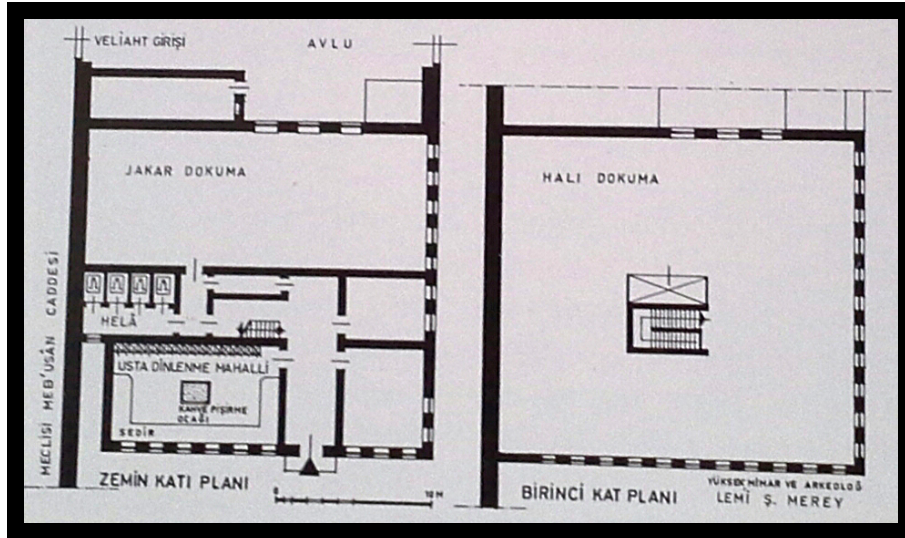 VELİAHT GİRİŞİ
AVLU
JAKAR DOKUMA
HELÂ
USTA DİNLENME MAHALLİ
KAHVE PİŞİRME
OCAĞI
SEDİR
MECLİSİ MEB'USÂN CADDESİ
ZEMİN KATI PLANI
0 10 M
HALI DOKUMA
BİRİNCİ KAT PLANI
YÜKSEK MİMAR VE ARKEOLOĞ
LEMİ Ş. MEREY